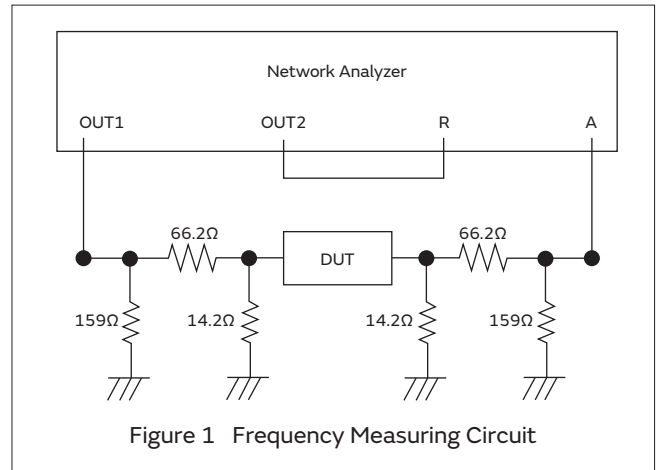 Network Analyzer
OUT1 OUT2 R A
66.2Ω 66.2Ω
DUT
159Ω 14.2Ω 14.2Ω 159Ω
Figure 1 Frequency Measuring Circuit